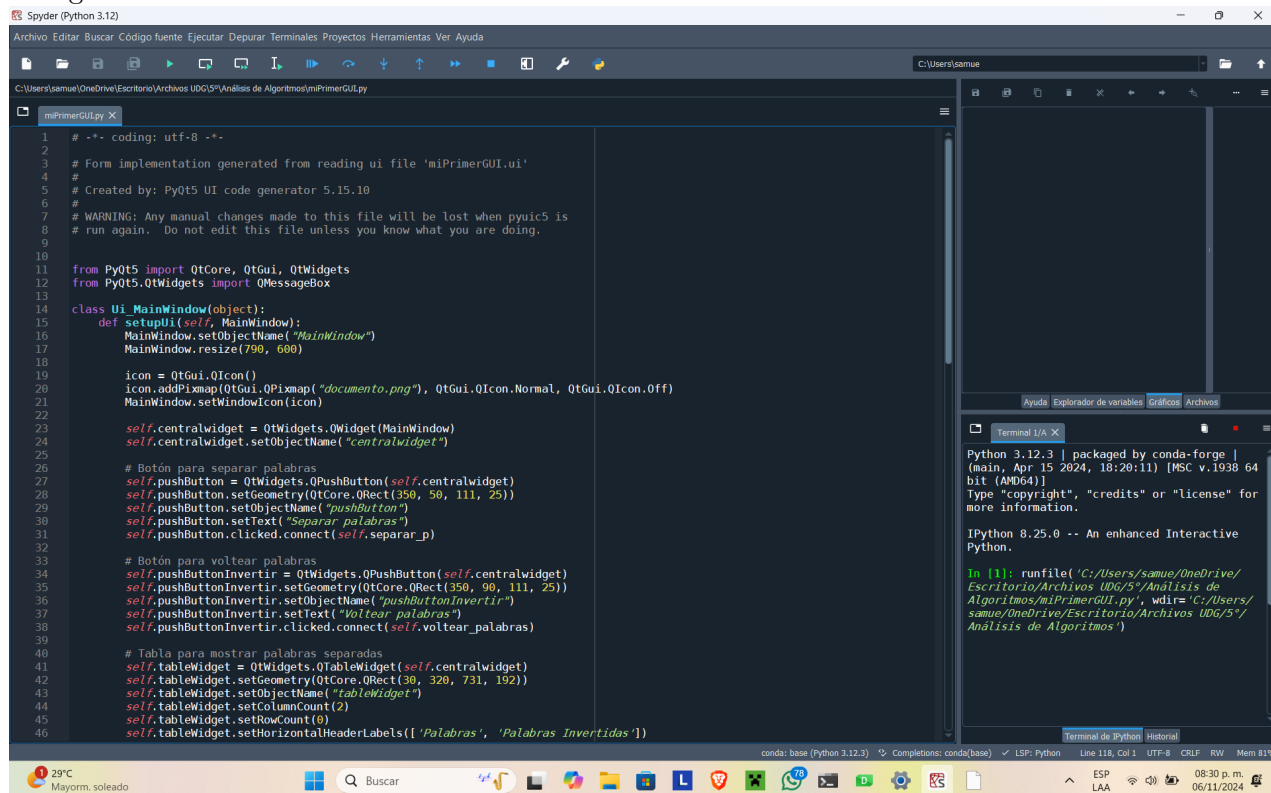 Spyder (Python 3.12)
Archivo Editar Buscar Código fuente Ejecutar Depurar Terminales Proyectos Herramientas Ver Ayuda
C:\Users\samue
C:\Users\samue\OneDrive\Escritorio\Archivos UDG\5º\Análisis de Algoritmos\miPrimerGUI.py
miPrimerGUI.py
1 # -*- coding: utf-8 -*-
2
3 # Form implementation generated from reading ui file 'miPrimerGUI.ui'
4 #
5 # Created by: PyQt5 UI code generator 5.15.10
6 #
7 # WARNING: Any manual changes made to this file will be lost when pyuic5 is
8 # run again.  Do not edit this file unless you know what you are doing.
9
10
11 from PyQt5 import QtCore, QtGui, QtWidgets
12 from PyQt5.QtWidgets import QMessageBox
13
14 class Ui_MainWindow(object):
15     def setupUi(self, MainWindow):
16         MainWindow.setObjectName("MainWindow")
17         MainWindow.resize(790, 600)
18
19         icon = QtGui.QIcon()
20         icon.addPixmap(QtGui.QPixmap("documento.png"), QtGui.QIcon.Normal, QtGui.QIcon.Off)
21         MainWindow.setWindowIcon(icon)
22
23         self.centralwidget = QtWidgets.QWidget(MainWindow)
24         self.centralwidget.setObjectName("centralwidget")
25
26         # Botón para separar palabras
27         self.pushButton = QtWidgets.QPushButton(self.centralwidget)
28         self.pushButton.setGeometry(QtCore.QRect(350, 50, 111, 25))
29         self.pushButton.setObjectName("pushButton")
30         self.pushButton.setText("Separar palabras")
31         self.pushButton.clicked.connect(self.separar_p)
32
33         # Botón para voltear palabras
34         self.pushButtonInvertir = QtWidgets.QPushButton(self.centralwidget)
35         self.pushButtonInvertir.setGeometry(QtCore.QRect(350, 90, 111, 25))
36         self.pushButtonInvertir.setObjectName("pushButtonInvertir")
37         self.pushButtonInvertir.setText("Voltear palabras")
38         self.pushButtonInvertir.clicked.connect(self.voltear_palabras)
39
40         # Tabla para mostrar palabras separadas
41         self.tableWidget = QtWidgets.QTableWidget(self.centralwidget)
42         self.tableWidget.setGeometry(QtCore.QRect(30, 320, 731, 192))
43         self.tableWidget.setObjectName("tableWidget")
44         self.tableWidget.setColumnCount(2)
45         self.tableWidget.setRowCount(0)
46         self.tableWidget.setHorizontalHeaderLabels(['Palabras', 'Palabras Invertidas'])
Ayuda Explorador de variables Gráficos Archivos
Terminal 1/A
Python 3.12.3 | packaged by conda-forge |
(main, Apr 15 2024, 18:20:11) [MSC v.1938 64
bit (AMD64)]
Type "copyright", "credits" or "license" for
more information.
IPython 8.25.0 -- An enhanced Interactive
Python.
In [1]: runfile('C:/Users/samue/OneDrive/
Escritorio/Archivos UDG/5º/Análisis de
Algoritmos/miPrimerGUI.py', wdir='C:/Users/
samue/OneDrive/Escritorio/Archivos UDG/5º/
Análisis de Algoritmos')
Terminal de IPython Historial
conda: base (Python 3.12.3) Completions: conda(base) ✓ LSP: Python Line 118, Col 1 UTF-8 CRLF RW Mem 81%
1
29°C
Mayorm. soleado
Buscar
L
78
D.
ESP
LAA
08:30 p. m.
06/11/2024